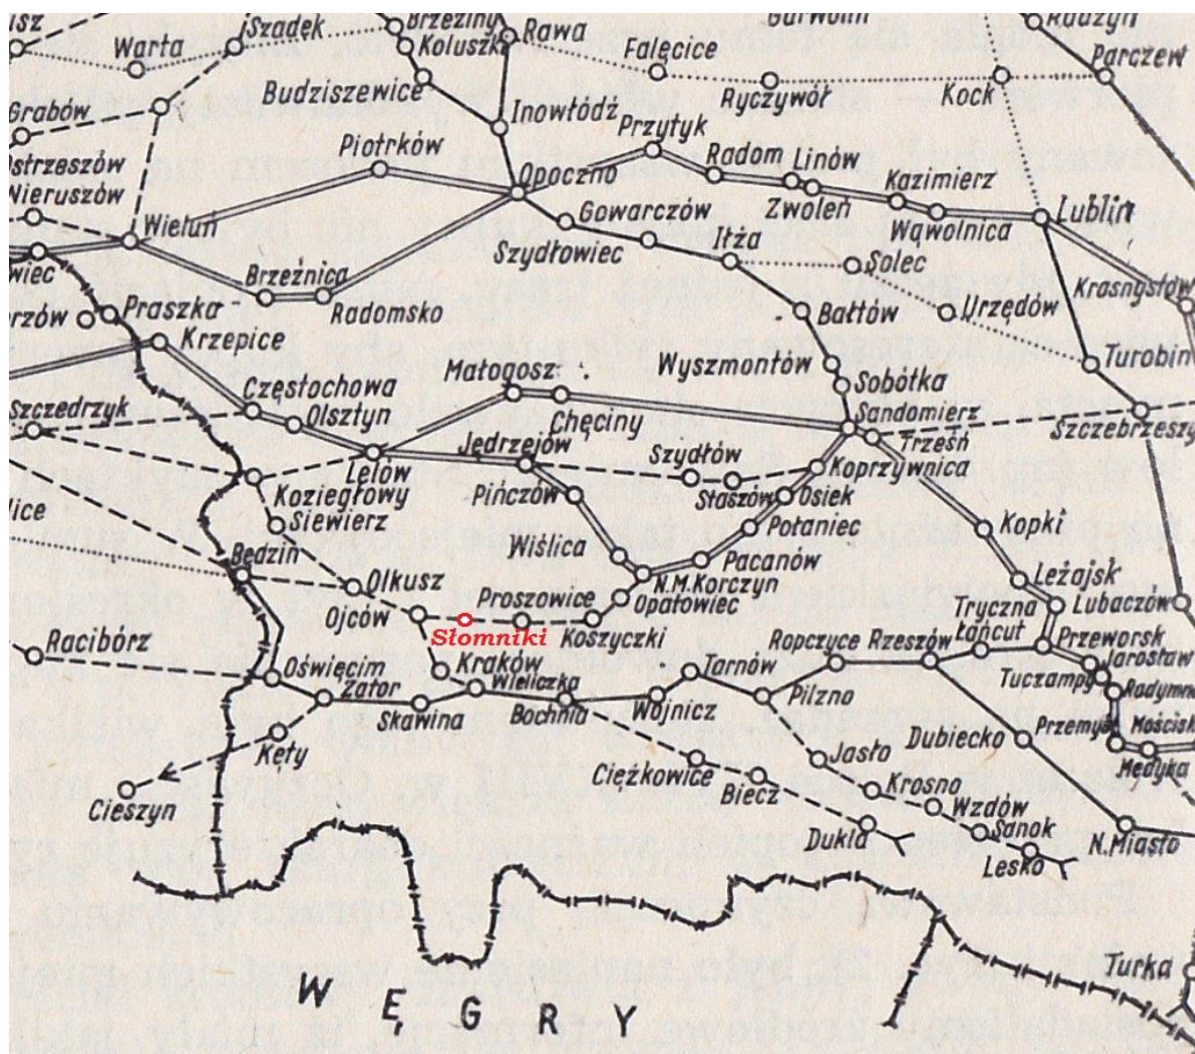 Szadek
Brzeziny
Rawa
Garwolin
Radzyń
Warta
Koluszki
Falęcice
Parczew
Budziszewice
Ryczywół
Kock
Grabów
Inowłódź
Przytyk
Piotrków
Ostrzeszów
Opoczno
Radom
Linów
Nieruszów
Kazimierz
Zwoleń
Gowarczów
Lublin
Wieluń
Wąwolnica
Szydłowiec
Iłża
Solec
Brzeźnica
Krasnystaw
Praszka
Radomsko
Bałtów
Urzędów
Krzepice
Turobin
Małogosz
Wyszmontów
Częstochowa
Sobótka
Szczedrzyk
Olsztyn
Chęciny
Sandomierz
Szczebrzeszy
Jędrzejów
Trześń
Lelów
Szydłów
Koprzywnica
Koziegłowy
Pińczów
Staszów
Osiek
Siewierz
Połaniec
Kopki
Wiślica
Będzin
Pacanów
Olkusz
N.M.Korczyn
Leżajsk
Proszowice
Opatowiec
Tryczna
Lubaczów
Ojców
Słomniki
Koszyczki
Łańcut
Racibórz
Ropczyce
Rzeszów
Przeworsk
Kraków
Jarosław
Oświęcim
Tarnów
Tuczampy
Zator
Wieliczka
Pilzno
Radymno
Skawina
Bochnia
Wojnicz
Przemyśl
Mościsk
Kęty
Dubiecko
Jasło
Medyka
Ciężkowice
Cieszyn
Biecz
Krosno
Wzdów
Dukla
Sanok
N.Miasto
Lesko
Turka
WĘGRY